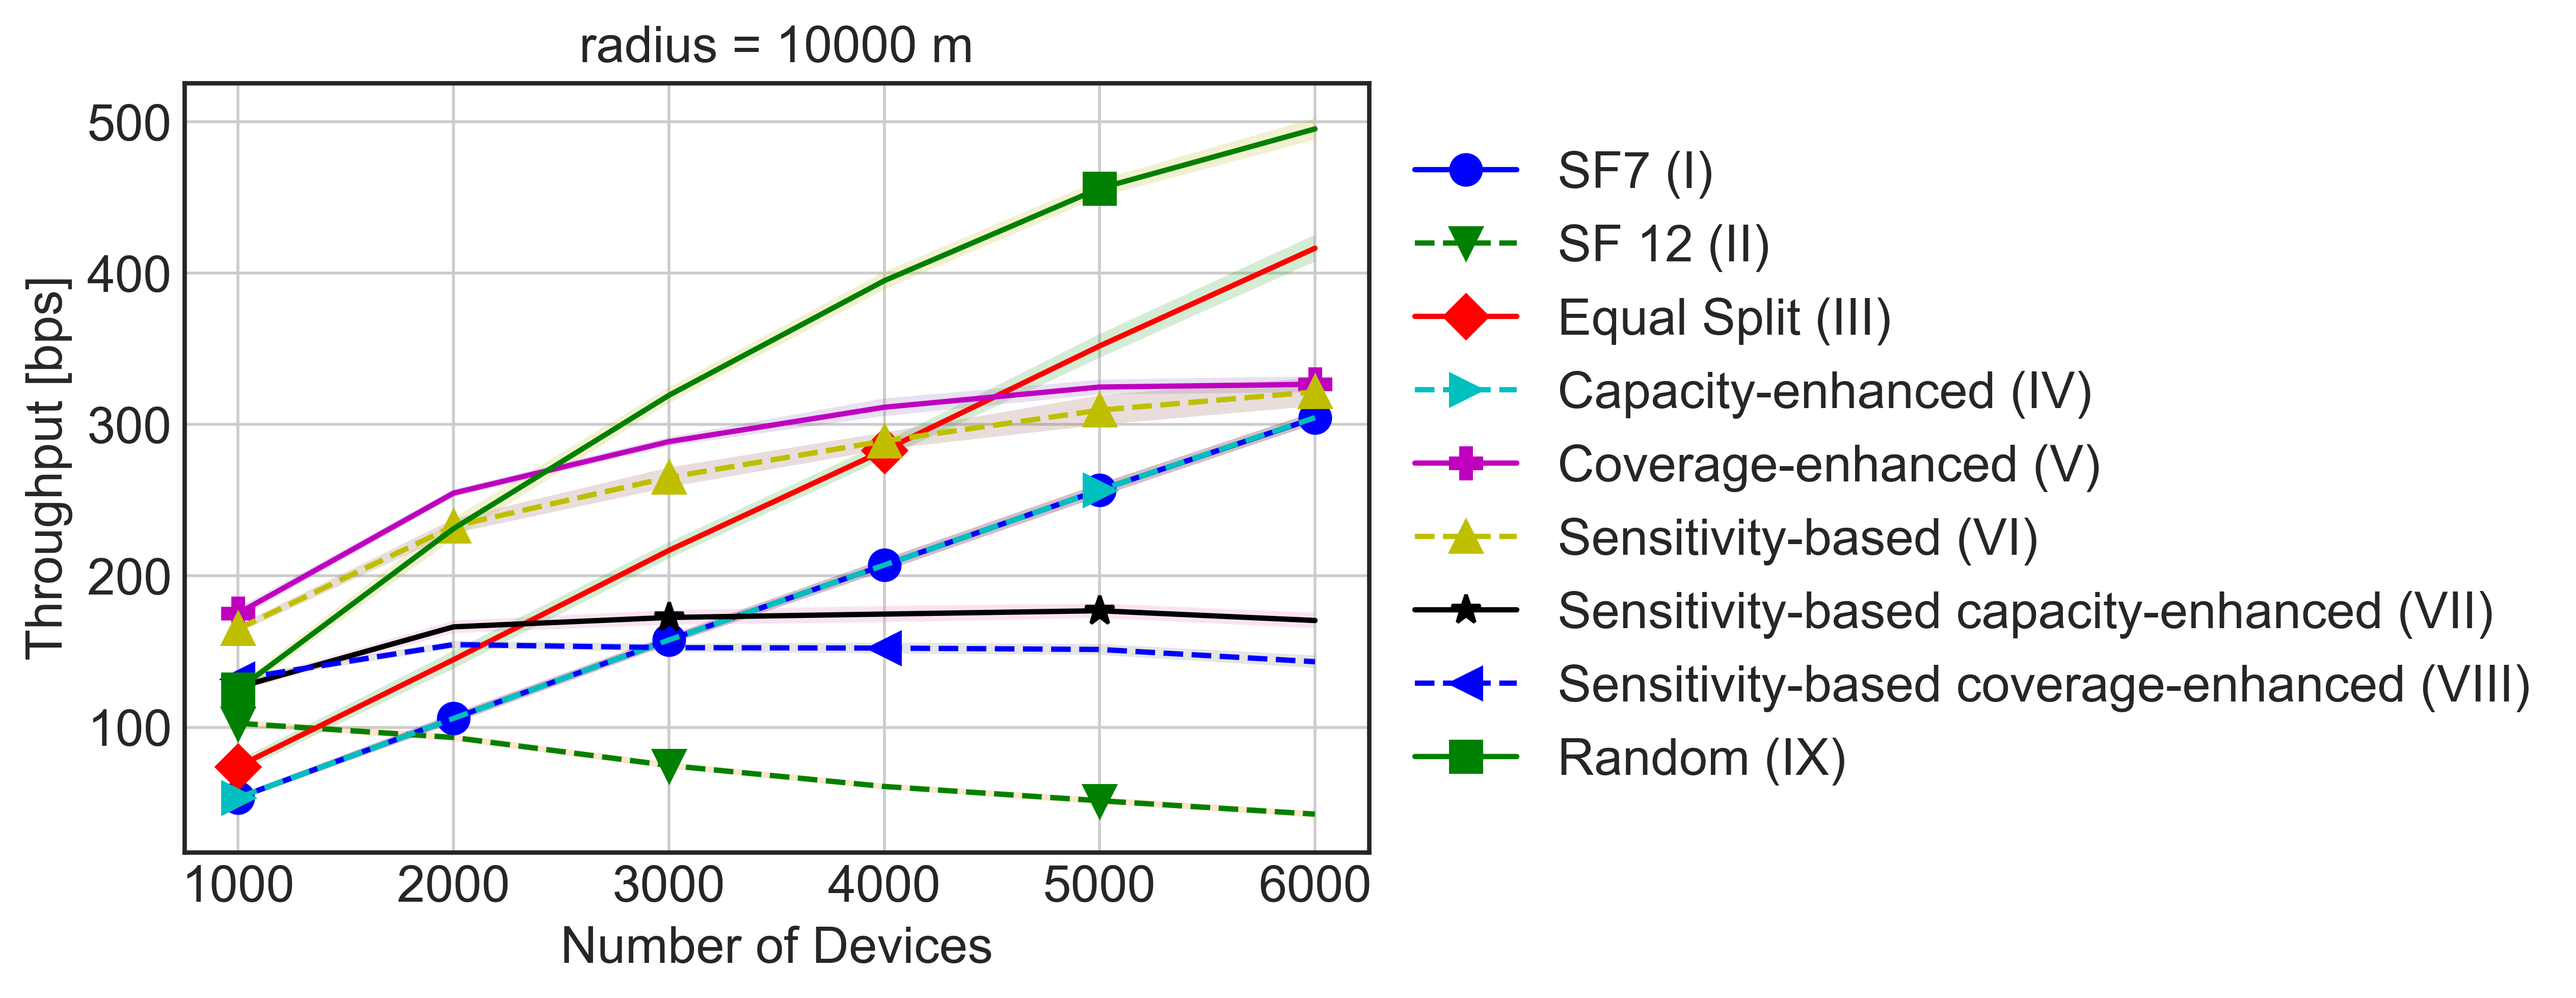 radius = 10000 m
Throughput [bps]
500
400
300
200
100
1000 2000 3000 4000 5000 6000
Number of Devices
SF7 (I)
SF 12 (II)
Equal Split (III)
Capacity-enhanced (IV)
Coverage-enhanced (V)
Sensitivity-based (VI)
Sensitivity-based capacity-enhanced (VII)
Sensitivity-based coverage-enhanced (VIII)
Random (IX)